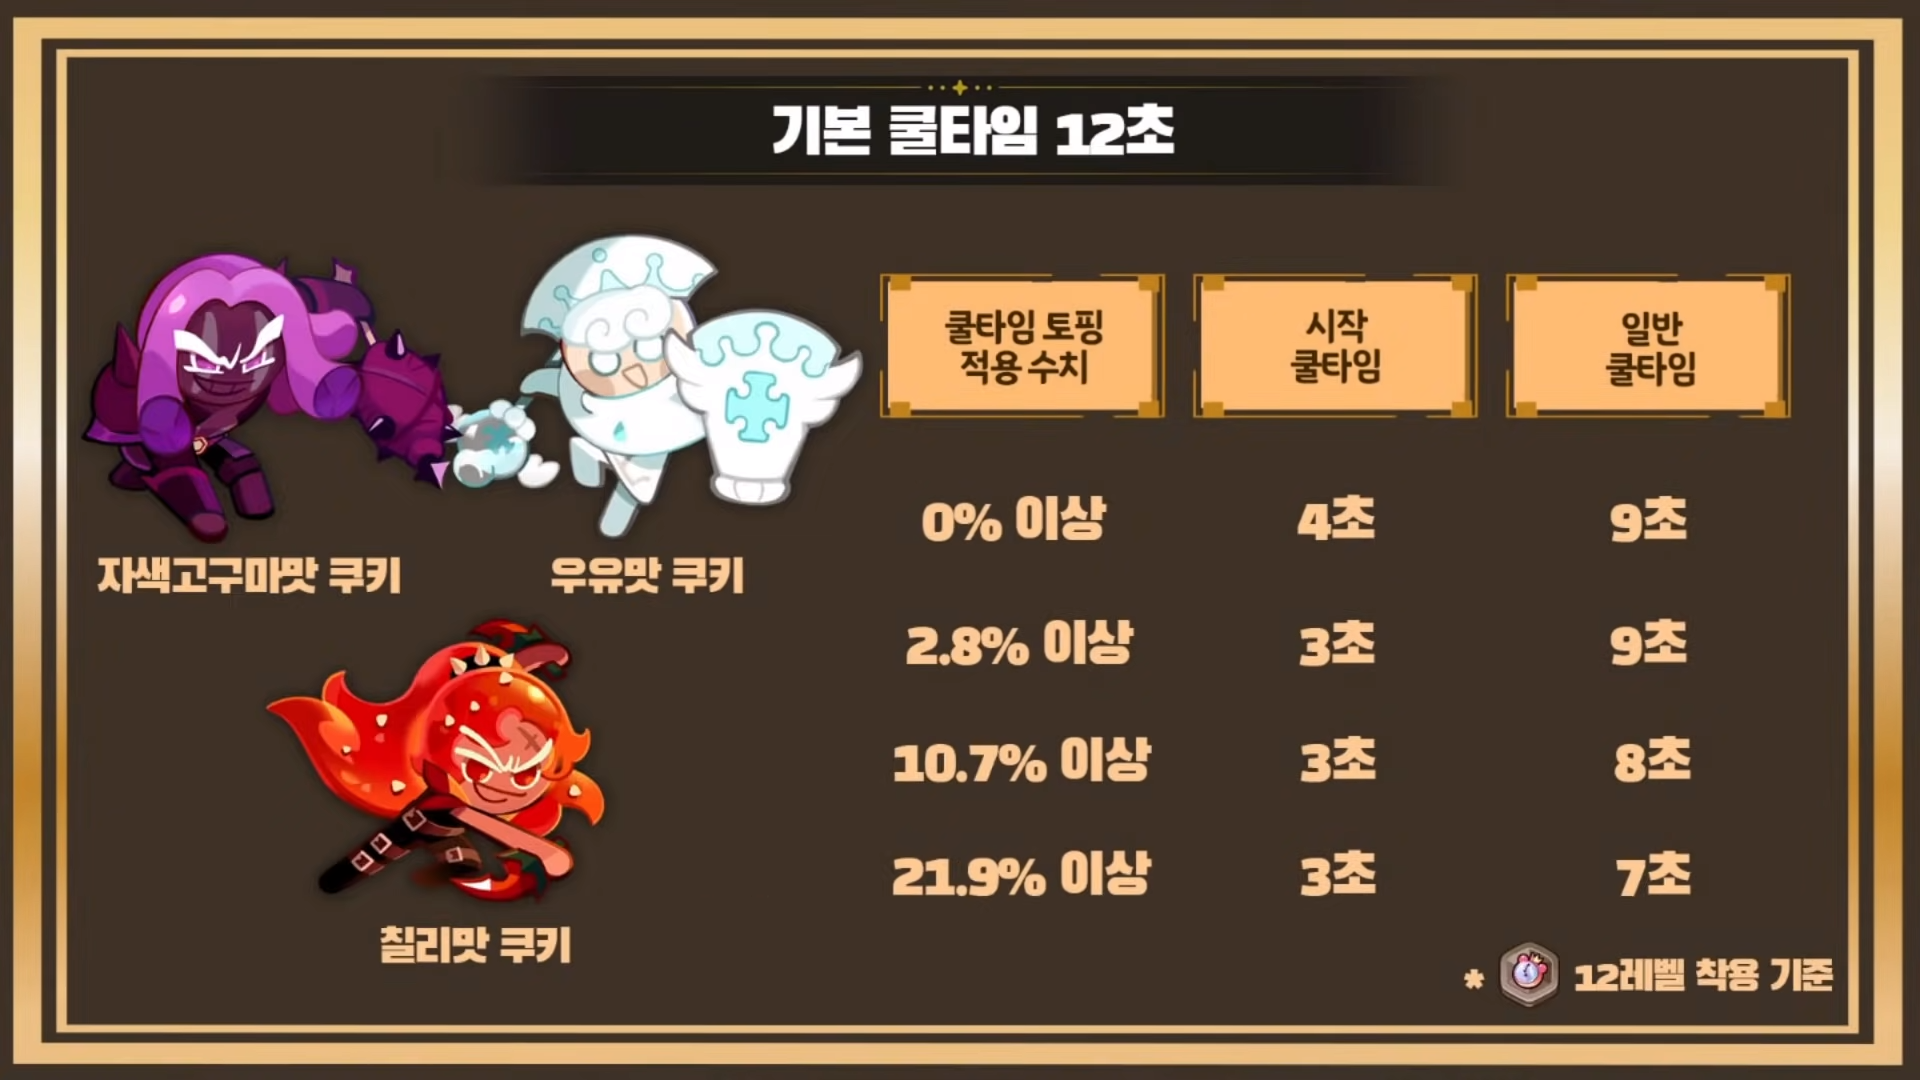 기본 쿨타임 12초
쿨타임 토핑
적용 수치
시작
쿨타임
일반
쿨타임
0% 이상 4초 9초
자색고구마맛 쿠키 우유맛 쿠키
2.8% 이상 3초 9초
10.7% 이상 3초 8초
21.9% 이상 3초 7초
칠리맛 쿠키
* 12레벨 착용 기준